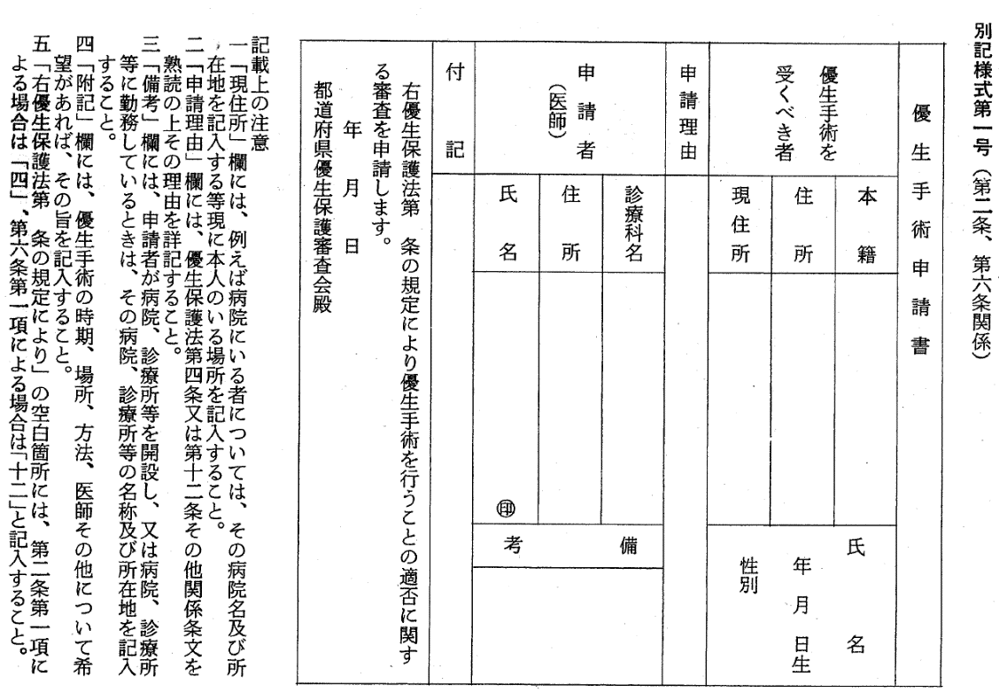 別記様式第一号（第二条、第六条関係）
優生手術申請書
優生手術を
受くべき者
本籍
住所
現住所
氏名
年月日生
性別
申請理由
申請者
（医師）
診療科名
住所
氏名
㊞
備考
付記
右優生保護法第　条の規定により優生手術を行うことの適否に関す
る審査を申請します。
年　月　日
都道府県優生保護審査会殿
記載上の注意
一「現住所」欄には、例えば病院にいる者については、その病院名及び所
在地を記入する等現に本人のいる場所を記入すること。
二「申請理由」欄には、優生保護法第四条又は第十二条その他関係条文を
熟読の上その理由を詳記すること。
三「備考」欄には、申請者が病院、診療所等を開設し、又は病院、診療所
等に勤務しているときは、その病院、診療所等の名称及び所在地を記入
すること。
四「附記」欄には、優生手術の時期、場所、方法、医師その他について希
望があれば、その旨を記入すること。
五「右優生保護法第　条の規定により」の空白箇所には、第二条第一項に
よる場合は「四」、第六条第一項による場合は「十二」と記入すること。